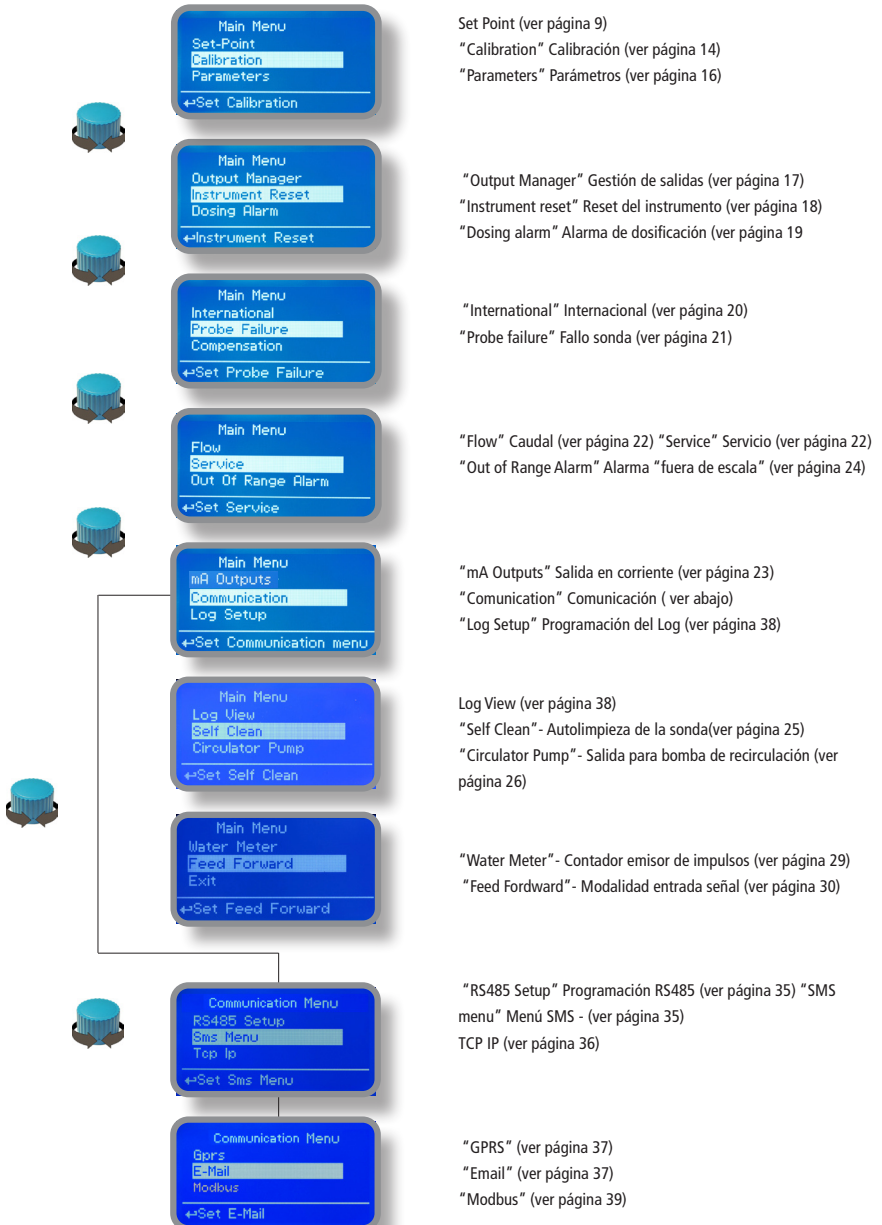 Main Menu
Set-Point
Calibration
Parameters
↩Set Calibration
Set Point (ver página 9)
“Calibration” Calibración (ver página 14)
“Parameters” Parámetros (ver página 16)
Main Menu
Output Manager
Instrument Reset
Dosing Alarm
↩Instrument Reset
“Output Manager” Gestión de salidas (ver página 17)
“Instrument reset” Reset del instrumento (ver página 18)
“Dosing alarm” Alarma de dosificación (ver página 19
Main Menu
International
Probe Failure
Compensation
↩Set Probe Failure
“International” Internacional (ver página 20)
“Probe failure” Fallo sonda (ver página 21)
Main Menu
Flow
Service
Out Of Range Alarm
↩Set Service
“Flow” Caudal (ver página 22) “Service” Servicio (ver página 22)
“Out of Range Alarm” Alarma “fuera de escala” (ver página 24)
Main Menu
mA Outputs
Communication
Log Setup
↩Set Communication menu
“mA Outputs” Salida en corriente (ver página 23)
“Comunication” Comunicación ( ver abajo)
“Log Setup” Programación del Log (ver página 38)
Main Menu
Log View
Self Clean
Circulator Pump
↩Set Self Clean
Log View (ver página 38)
“Self Clean”- Autolimpieza de la sonda(ver página 25)
“Circulator Pump”- Salida para bomba de recirculación (ver
página 26)
Main Menu
Water Meter
Feed Forward
Exit
↩Set Feed Forward
“Water Meter”- Contador emisor de impulsos (ver página 29)
“Feed Fordward”- Modalidad entrada señal (ver página 30)
Communication Menu
RS485 Setup
Sms Menu
Tcp Ip
↩Set Sms Menu
“RS485 Setup” Programación RS485 (ver página 35) “SMS
menu” Menú SMS - (ver página 35)
TCP IP (ver página 36)
Communication Menu
Gprs
E-Mail
Modbus
↩Set E-Mail
“GPRS” (ver página 37)
“Email” (ver página 37)
“Modbus” (ver página 39)